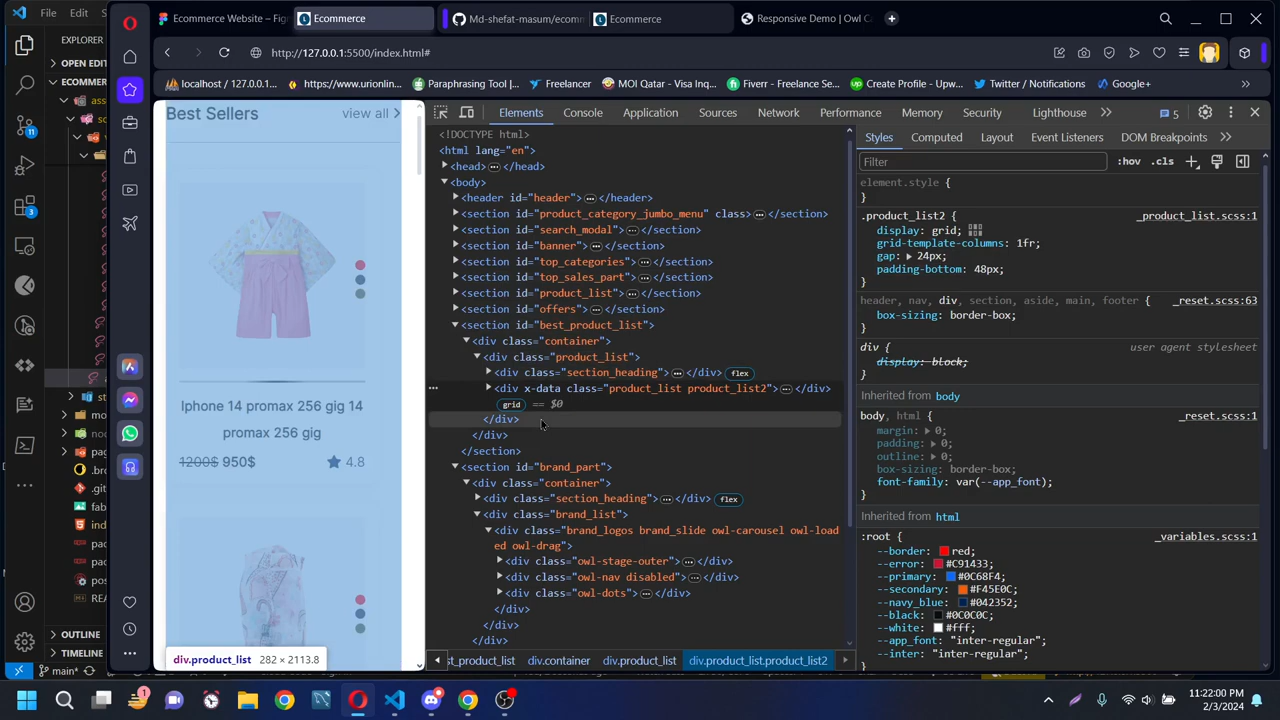 File
Edit
Ecommerce Website – Fig
Ecommerce
Md-shefat-masum/ecomm
Ecommerce
Responsive Demo | Owl Ca
http://127.0.0.1:5500/index.html#
localhost / 127.0.0.1...
https://www.urionlin...
Paraphrasing Tool |...
Freelancer
MOI Qatar - Visa Inq...
Fiverr - Freelance Se...
Create Profile - Upw...
Twitter / Notifications
Google+
EXPLORER
OPEN EDI
ECOMMER
Best Sellers
view all
Iphone 14 promax 256 gig 14
promax 256 gig
1200$ 950$
4.8
div.product_list 282 × 2113.8
OUTLINE
TIMELINE
main*
Elements
Console
Application
Sources
Network
Performance
Memory
Security
Lighthouse
5
<!DOCTYPE html>
<html lang="en">
<head> </head>
<body>
<header id="header"> </header>
<section id="product_category_jumbo_menu" class> </section>
<section id="search_modal"> </section>
<section id="banner"> </section>
<section id="top_categories"> </section>
<section id="top_sales_part"> </section>
<section id="product_list"> </section>
<section id="offers"> </section>
<section id="best_product_list">
<div class="container">
<div class="product_list">
<div class="section_heading"> </div> flex
<div x-data class="product_list product_list2"> </div>
grid == $0
</div>
</div>
</section>
<section id="brand_part">
<div class="container">
<div class="section_heading"> </div> flex
<div class="brand_list">
<div class="brand_logos brand_slide owl-carousel owl-load
ed owl-drag">
<div class="owl-stage-outer"> </div>
<div class="owl-nav disabled"> </div>
<div class="owl-dots"> </div>
</div>
</div>
</div>
st_product_list
div.container
div.product_list
div.product_list.product_list2
Styles
Computed
Layout
Event Listeners
DOM Breakpoints
Filter
:hov .cls
element.style {
}
.product_list2 { _product_list.scss:1
display: grid;
grid-template-columns: 1fr;
gap: 24px;
padding-bottom: 48px;
}
header, nav, div, section, aside, main, footer { _reset.scss:63
box-sizing: border-box;
}
div { user agent stylesheet
display: block;
}
Inherited from body
body, html { _reset.scss:1
margin: 0;
padding: 0;
outline: 0;
box-sizing: border-box;
font-family: var(--app_font);
}
Inherited from html
:root { _variables.scss:1
--border: red;
--error: #C91433;
--primary: #0C68F4;
--secondary: #F45E0C;
--navy_blue: #042352;
--black: #0C0C0C;
--white: #fff;
--app_font: "inter-regular";
--inter: "inter-regular";
11:22:00 PM
2/3/2024